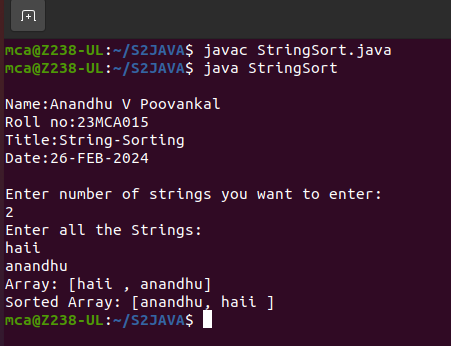 mca@Z238-UL:~/S2JAVA$ javac StringSort.java
mca@Z238-UL:~/S2JAVA$ java StringSort
Name:Anandhu V Poovankal
Roll no:23MCA015
Title:String-Sorting
Date:26-FEB-2024
Enter number of strings you want to enter:
2
Enter all the Strings:
haii
anandhu
Array: [haii , anandhu]
Sorted Array: [anandhu, haii ]
mca@Z238-UL:~/S2JAVA$